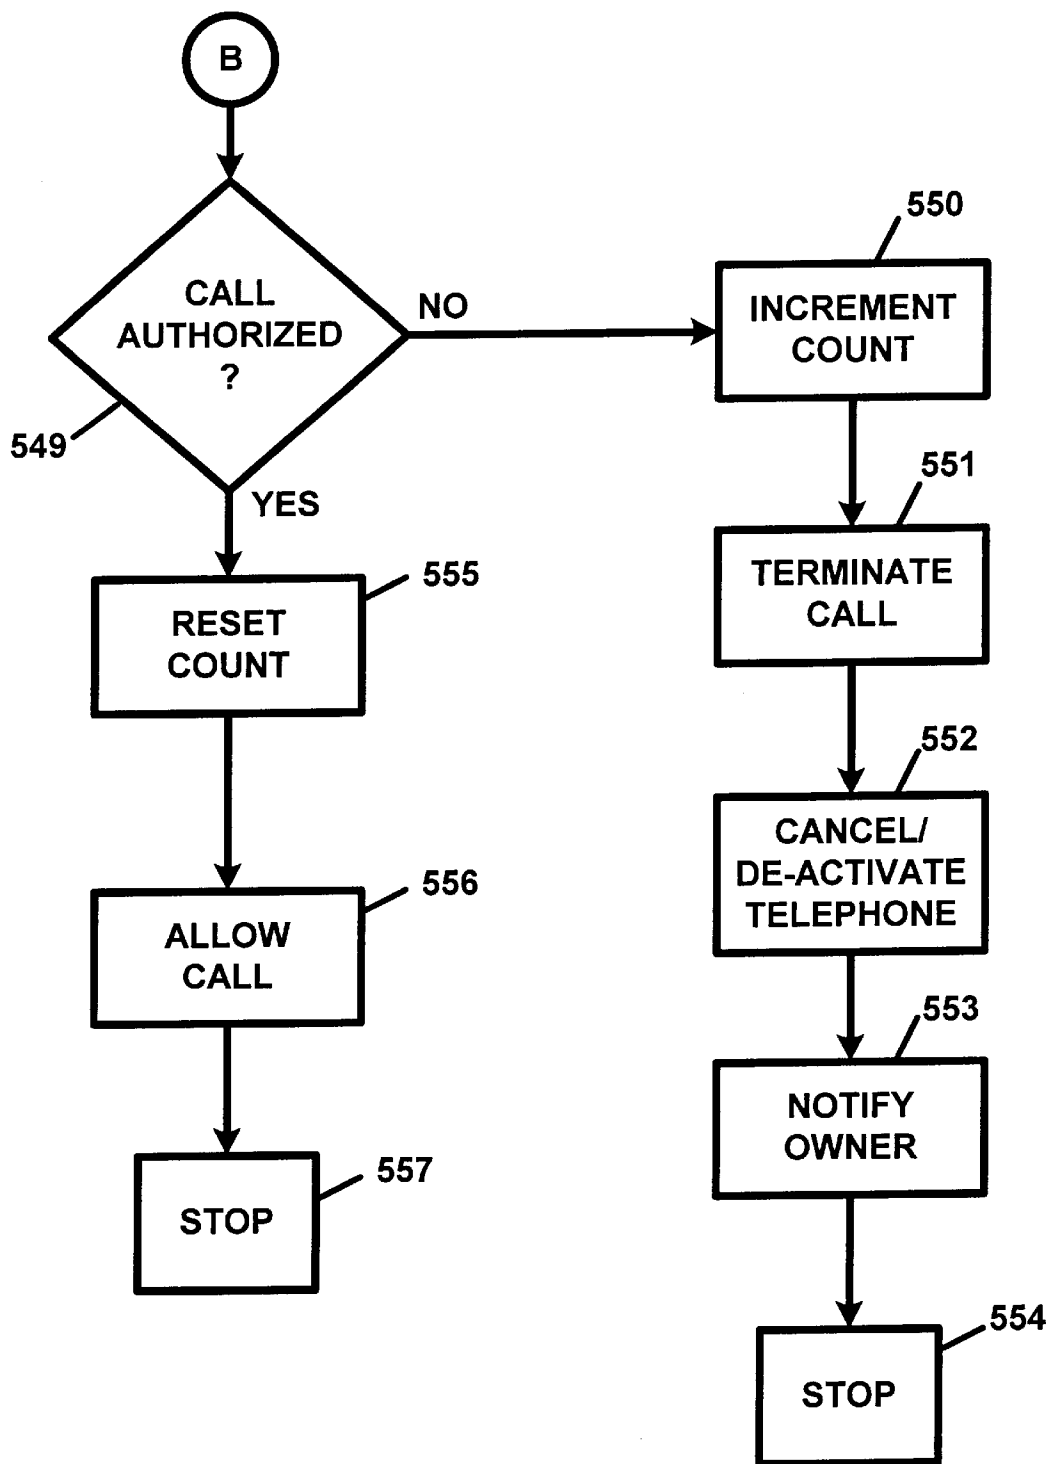 B
CALL
AUTHORIZED
?
549
NO
YES
550
INCREMENT
COUNT
551
TERMINATE
CALL
552
CANCEL/
DE-ACTIVATE
TELEPHONE
553
NOTIFY
OWNER
554
STOP
555
RESET
COUNT
556
ALLOW
CALL
557
STOP